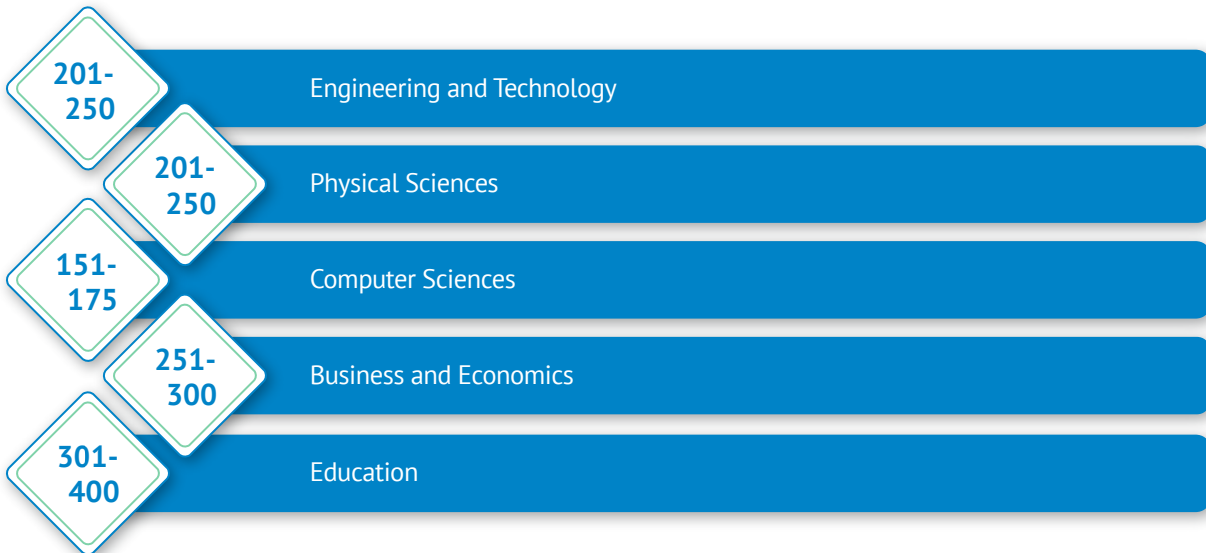 201-
250
Engineering and Technology
201-
250
Physical Sciences
151-
175
Computer Sciences
251-
300
Business and Economics
301-
400
Education